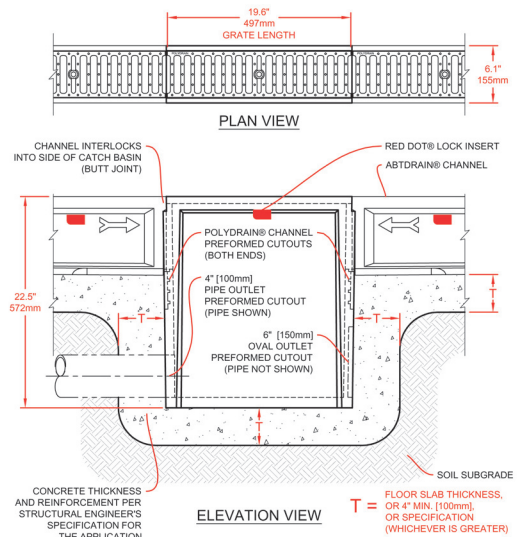 19.6"
497mm
GRATE LENGTH
6.1"
155mm
PLAN VIEW
CHANNEL INTERLOCKS
INTO SIDE OF CATCH BASIN
(BUTT JOINT)
RED DOT® LOCK INSERT
ABTDRAIN® CHANNEL
POLYDRAIN® CHANNEL
PREFORMED CUTOUTS
(BOTH ENDS)
22.5"
572mm
4" [100mm]
PIPE OUTLET
PREFORMED CUTOUT
(PIPE SHOWN)
T
T
T
6" [150mm]
OVAL OUTLET
PREFORMED CUTOUT
(PIPE NOT SHOWN)
T
SOIL SUBGRADE
CONCRETE THICKNESS
AND REINFORCEMENT PER
STRUCTURAL ENGINEER'S
SPECIFICATION FOR
THE APPLICATION
ELEVATION VIEW
T = FLOOR SLAB THICKNESS,
OR 4" MIN. [100mm],
OR SPECIFICATION
(WHICHEVER IS GREATER)